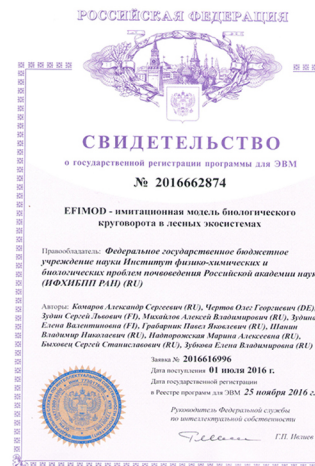 РОССИЙСКАЯ ФЕДЕРАЦИЯ
СВИДЕТЕЛЬСТВО
о государственной регистрации программы для ЭВМ
№ 2016662874
EFIMOD - имитационная модель биологического
круговорота в лесных экосистемах
Правообладатель: Федеральное государственное бюджетное
учреждение науки Институт физико-химических и
биологических проблем почвоведения Российской академии наук
(ИФХИБПП РАН) (RU)
Авторы: Комаров Александр Сергеевич (RU), Чертов Олег Георгиевич (DE),
Зудин Сергей Львович (FI), Михайлов Алексей Владимирович (RU), Зудина
Елена Валентиновна (FI), Грабарник Павел Яковлевич (RU), Шанин
Владимир Николаевич (RU), Надпорожская Марина Алексеевна (RU),
Быховец Сергей Станиславович (RU), Зубкова Елена Владимировна (RU)
Заявка № 2016616996
Дата поступления 01 июля 2016 г.
Дата государственной регистрации
в Реестре программ для ЭВМ 25 ноября 2016 г.
Руководитель Федеральной службы
по интеллектуальной собственности
Г.П. Ивлиев